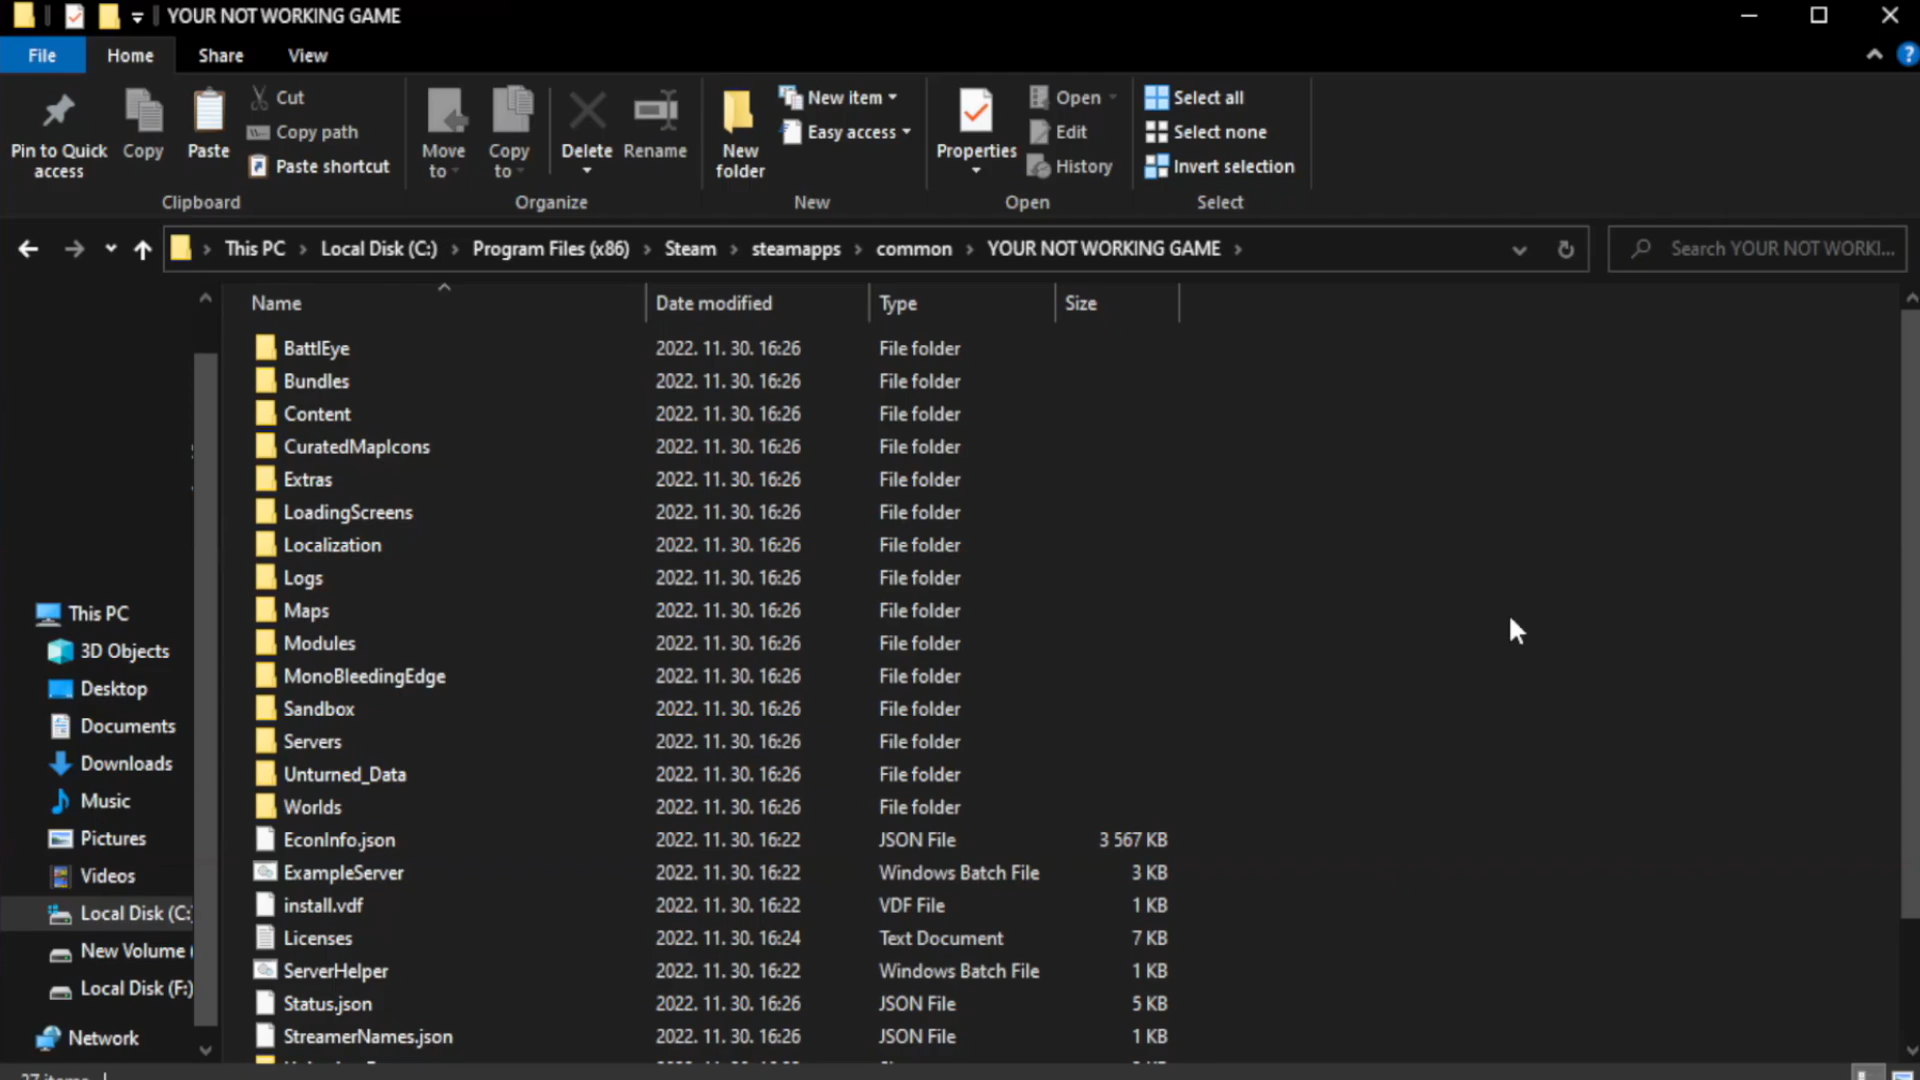 YOUR NOT WORKING GAME
File Home Share View
Pin to Quick access
Copy
Paste
Cut
Copy path
Paste shortcut
Clipboard
Move to
Copy to
Delete
Rename
Organize
New folder
New item
Easy access
New
Properties
Open
Edit
History
Open
Select all
Select none
Invert selection
Select
This PC › Local Disk (C:) › Program Files (x86) › Steam › steamapps › common › YOUR NOT WORKING GAME ›
Search YOUR NOT WORKI...
This PC
3D Objects
Desktop
Documents
Downloads
Music
Pictures
Videos
Local Disk (C:)
New Volume (
Local Disk (F:)
Network
Name Date modified Type Size
BattlEye 2022. 11. 30. 16:26 File folder
Bundles 2022. 11. 30. 16:26 File folder
Content 2022. 11. 30. 16:26 File folder
CuratedMapIcons 2022. 11. 30. 16:26 File folder
Extras 2022. 11. 30. 16:26 File folder
LoadingScreens 2022. 11. 30. 16:26 File folder
Localization 2022. 11. 30. 16:26 File folder
Logs 2022. 11. 30. 16:26 File folder
Maps 2022. 11. 30. 16:26 File folder
Modules 2022. 11. 30. 16:26 File folder
MonoBleedingEdge 2022. 11. 30. 16:26 File folder
Sandbox 2022. 11. 30. 16:26 File folder
Servers 2022. 11. 30. 16:26 File folder
Unturned_Data 2022. 11. 30. 16:26 File folder
Worlds 2022. 11. 30. 16:26 File folder
EconInfo.json 2022. 11. 30. 16:22 JSON File 3 567 KB
ExampleServer 2022. 11. 30. 16:22 Windows Batch File 3 KB
install.vdf 2022. 11. 30. 16:22 VDF File 1 KB
Licenses 2022. 11. 30. 16:24 Text Document 7 KB
ServerHelper 2022. 11. 30. 16:22 Windows Batch File 1 KB
Status.json 2022. 11. 30. 16:26 JSON File 5 KB
StreamerNames.json 2022. 11. 30. 16:26 JSON File 1 KB